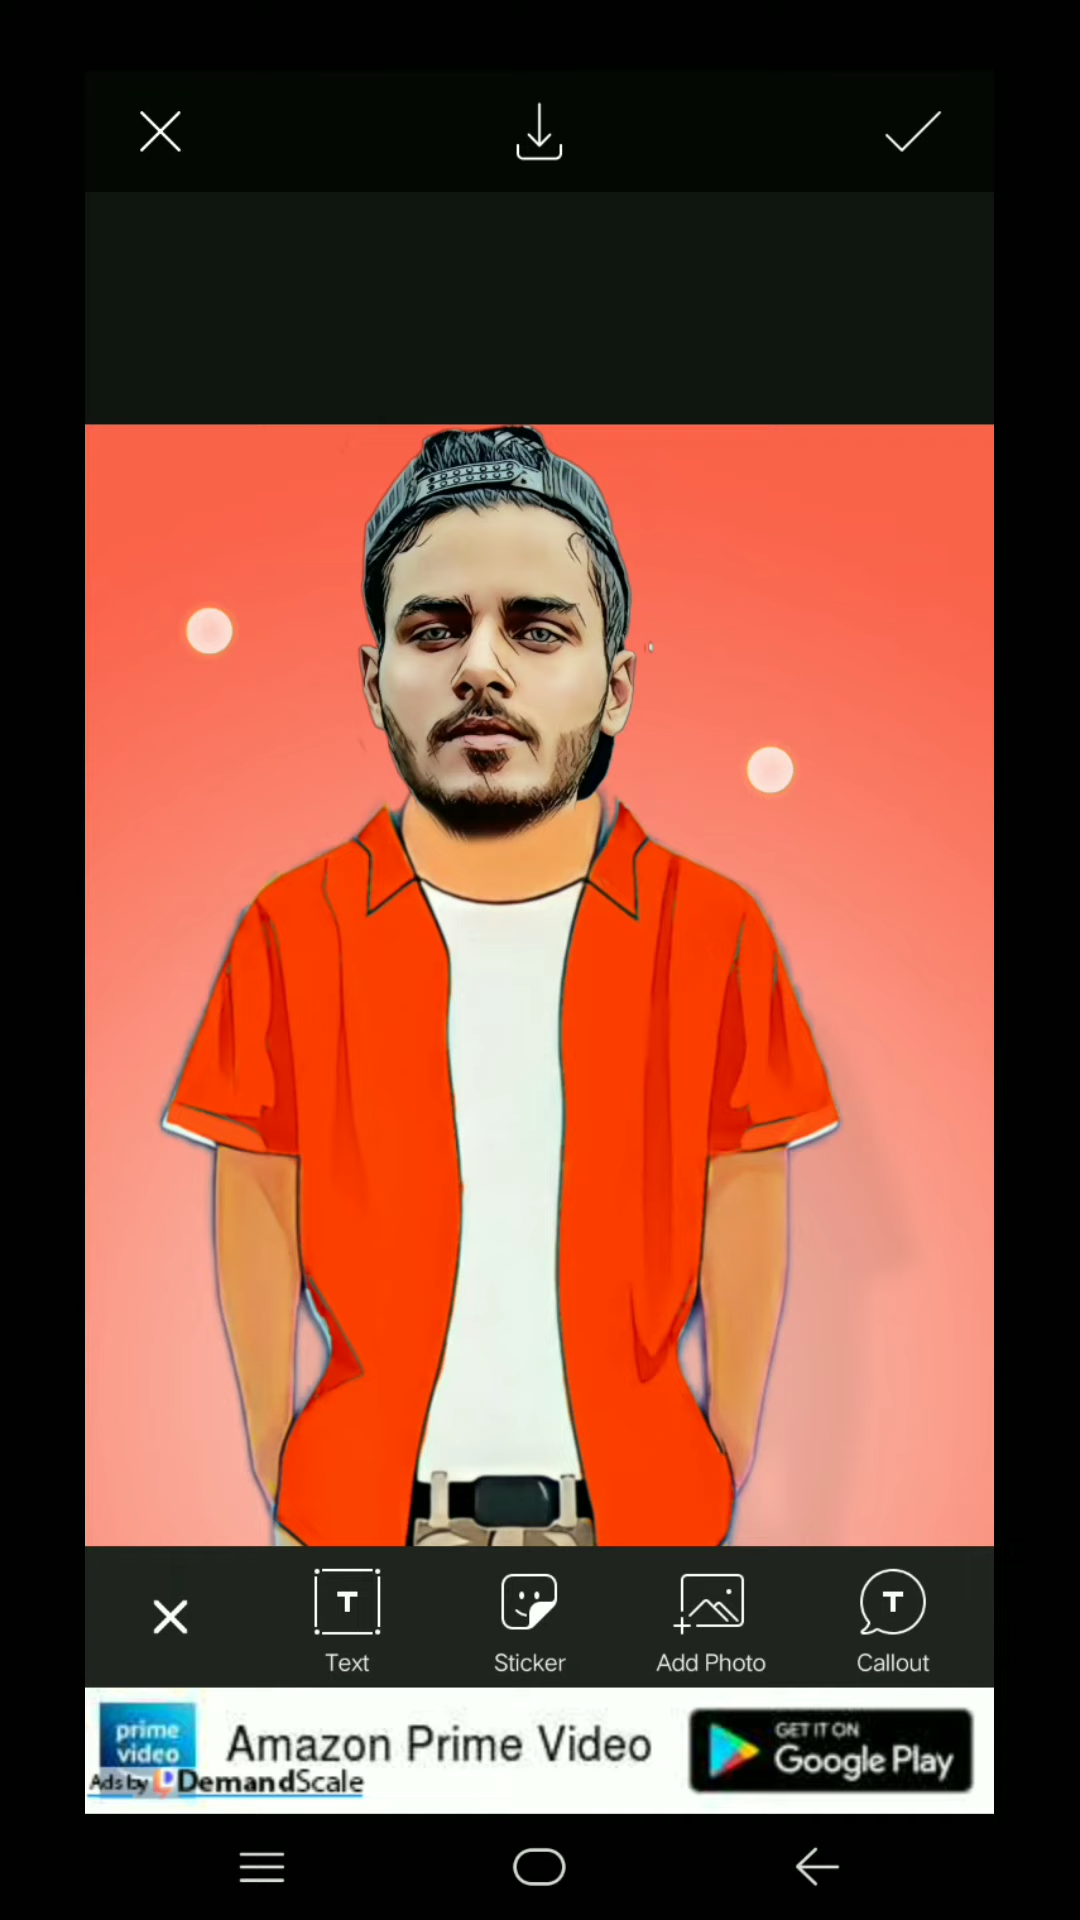 T
T
Text
Sticker
Add Photo
Callout
prime
video
Amazon Prime Video
GET IT ON
Google Play
Ads by DemandScale